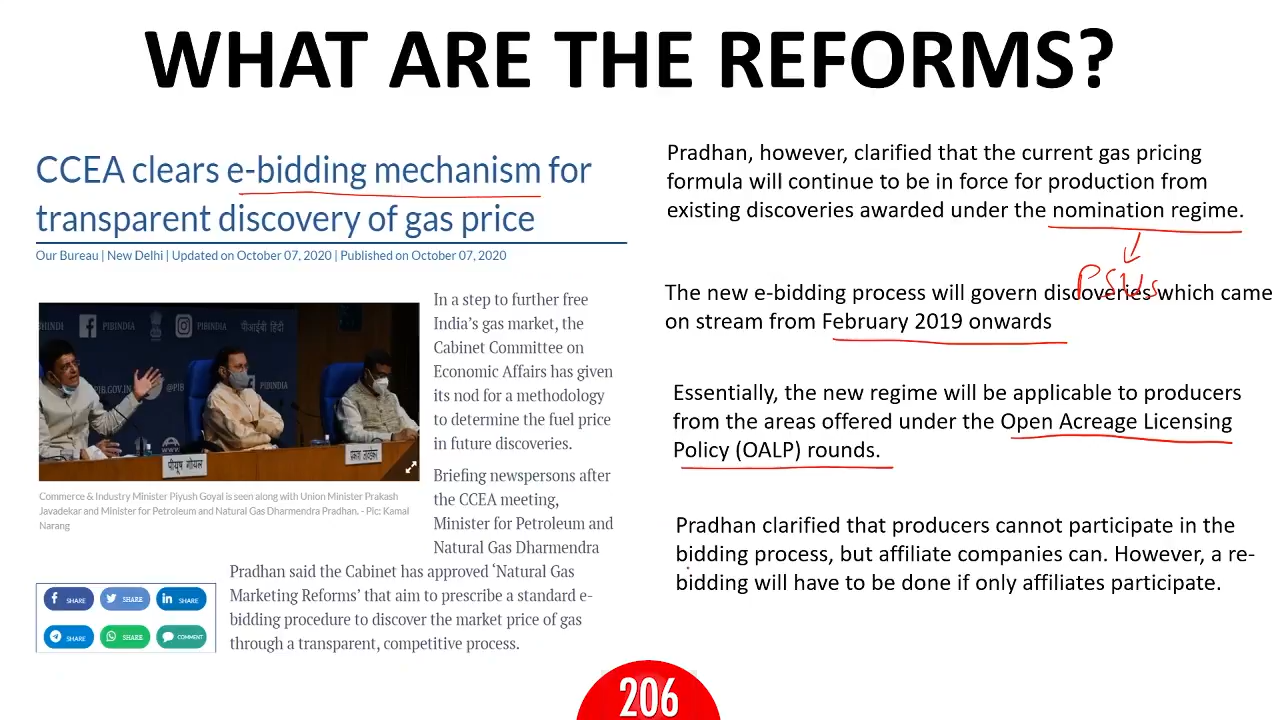 WHAT ARE THE REFORMS?
CCEA clears e-bidding mechanism for
transparent discovery of gas price
Our Bureau | New Delhi | Updated on October 07, 2020 | Published on October 07, 2020
PIBINDIA
PIBINDIA
पीआईबी हिंदी
PIB.GOV.IN
@PIB
PIBINDIA
पीयूष गोयल
In a step to further free
India's gas market, the
Cabinet Committee on
Economic Affairs has given
its nod for a methodology
to determine the fuel price
in future discoveries.
Commerce & Industry Minister Piyush Goyal is seen along with Union Minister Prakash
Javadekar and Minister for Petroleum and Natural Gas Dharmendra Pradhan. - Pic: Kamal
Narang
Briefing newspersons after
the CCEA meeting,
Minister for Petroleum and
Natural Gas Dharmendra
Pradhan said the Cabinet has approved 'Natural Gas
Marketing Reforms' that aim to prescribe a standard e-
bidding procedure to discover the market price of gas
through a transparent, competitive process.
SHARE SHARE SHARE
SHARE SHARE COMMENT
Pradhan, however, clarified that the current gas pricing
formula will continue to be in force for production from
existing discoveries awarded under the nomination regime.
PSUs
The new e-bidding process will govern discoveries which came
on stream from February 2019 onwards
Essentially, the new regime will be applicable to producers
from the areas offered under the Open Acreage Licensing
Policy (OALP) rounds.
Pradhan clarified that producers cannot participate in the
bidding process, but affiliate companies can. However, a re-
bidding will have to be done if only affiliates participate.
206